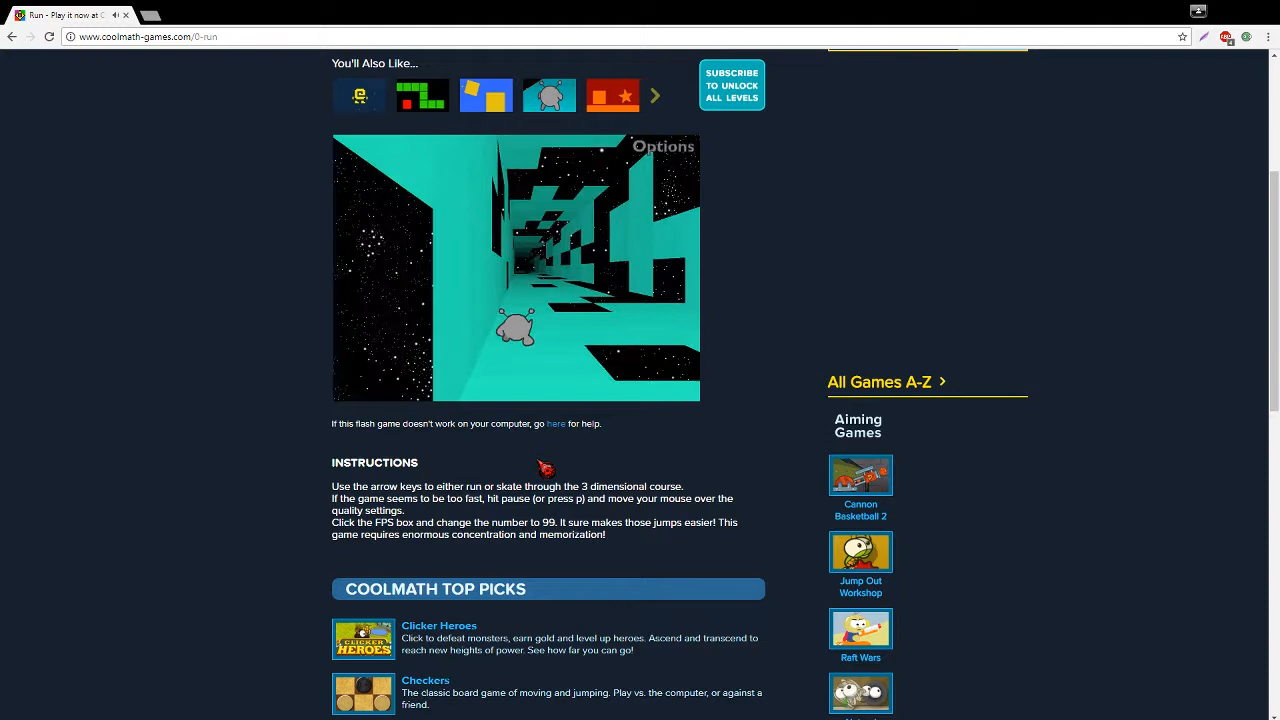 Run - Play it now at C
www.coolmath-games.com/0-run
You'll Also Like...
SUBSCRIBE
TO UNLOCK
ALL LEVELS
Options
If this flash game doesn't work on your computer, go here for help.
INSTRUCTIONS
Use the arrow keys to either run or skate through the 3 dimensional course.
If the game seems to be too fast, hit pause (or press p) and move your mouse over the
quality settings.
Click the FPS box and change the number to 99. It sure makes those jumps easier! This
game requires enormous concentration and memorization!
COOLMATH TOP PICKS
CLICKER
HEROES
Clicker Heroes
Click to defeat monsters, earn gold and level up heroes. Ascend and transcend to
reach new heights of power. See how far you can go!
Checkers
The classic board game of moving and jumping. Play vs. the computer, or against a
friend.
All Games A-Z
Aiming
Games
Cannon
Basketball 2
Jump Out
Workshop
Raft Wars